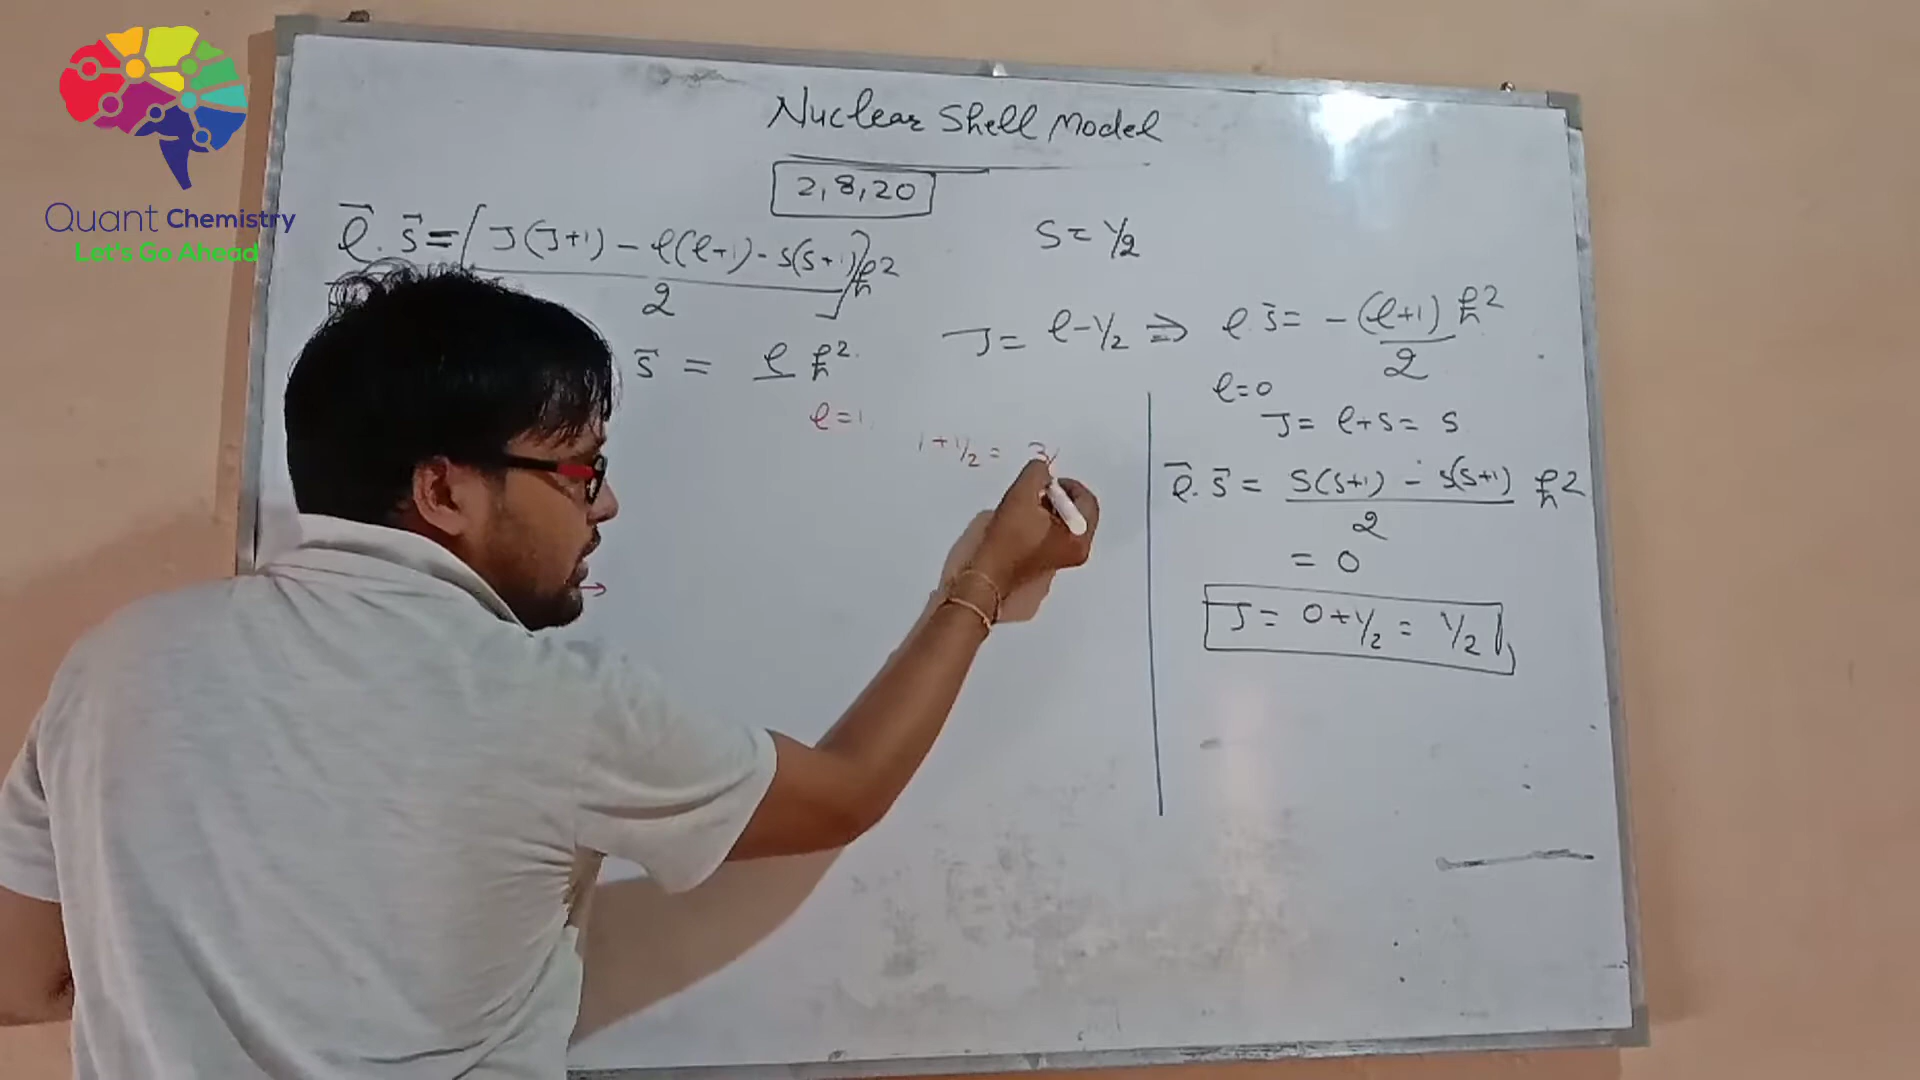 Quant Chemistry
Let's Go Ahead
Nuclear Shell Model
2, 8, 20
ℓ⃗. s⃗ = [J(J+1) - ℓ(ℓ+1) - s(s+1)]ħ²
2
S = 1/2
s⃗ = ℓ ħ²
J = ℓ-1/2 ⇒ ℓ.s⃗ = -(ℓ+1) ħ²
2
ℓ=1
1+1/2 = 3/
ℓ=0
J = ℓ+s = s
ℓ⃗. s⃗ = s(s+1) - s(s+1) ħ²
2
= 0
J = 0+1/2 = 1/2